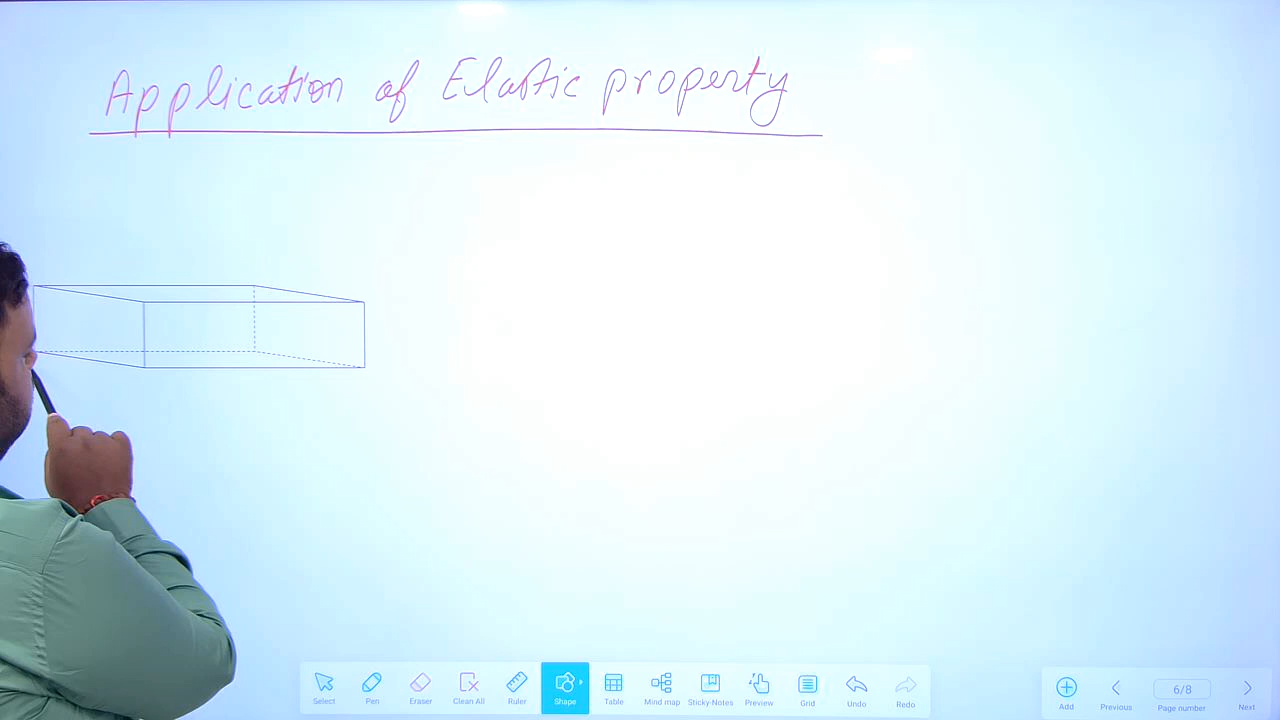 Application of Elastic property
Select Pen Eraser Clean All Ruler Shape Table Mind map Sticky-Notes Preview Grid Undo Redo
Add Previous 6/8 Page number Next